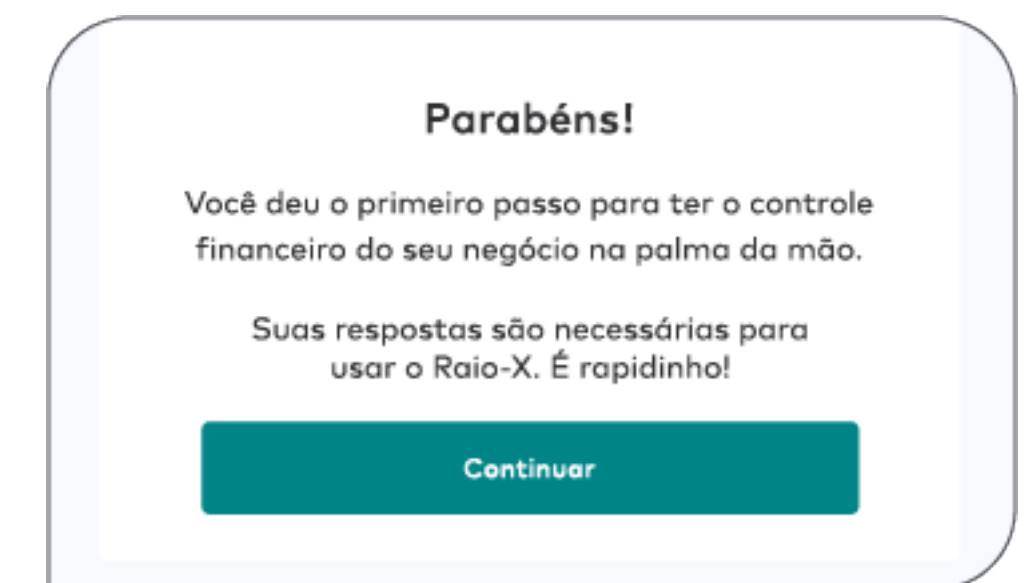 Parabéns!
Você deu o primeiro passo para ter o controle
financeiro do seu negócio na palma da mão.
Suas respostas são necessárias para
usar o Raio-X. É rapidinho!
Continuar